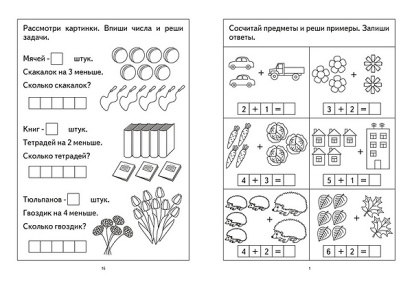 Рассмотри картинки. Впиши числа и реши
задачи.
Мячей - штук.
Скакалок на 3 меньше.
Сколько скакалок?
Книг - штук.
Тетрадей на 2 меньше.
Сколько тетрадей?
Тюльпанов - штук.
Гвоздик на 4 меньше.
Сколько гвоздик?
Сосчитай предметы и реши примеры. Запиши
ответы.
+ +
2 + 1 = 3 + 2 =
+ +
4 + 3 = 5 + 1 =
+ +
4 + 2 = 6 + 2 =